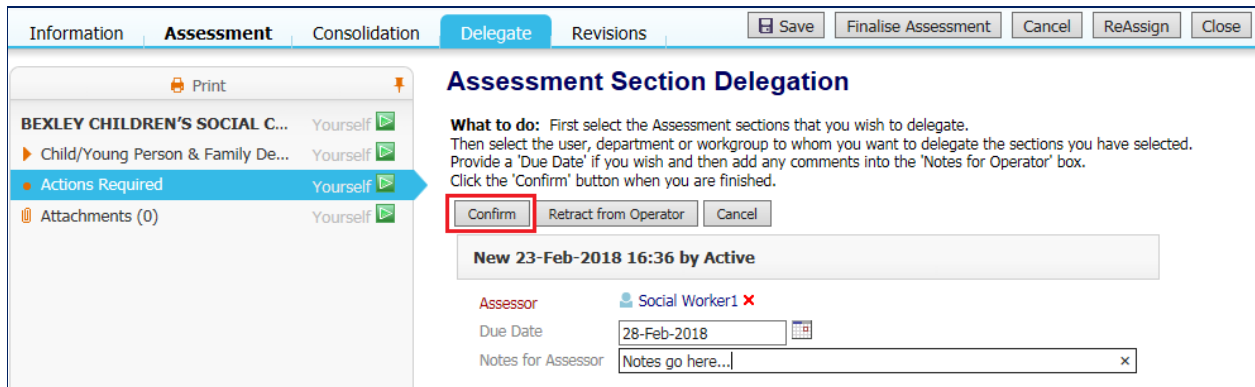 Information Assessment Consolidation Delegate Revisions Save Finalise Assessment Cancel ReAssign Close
Print
BEXLEY CHILDREN'S SOCIAL C... Yourself
Child/Young Person & Family De... Yourself
Actions Required Yourself
Attachments (0) Yourself
Assessment Section Delegation
What to do: First select the Assessment sections that you wish to delegate.
Then select the user, department or workgroup to whom you want to delegate the sections you have selected.
Provide a 'Due Date' if you wish and then add any comments into the 'Notes for Operator' box.
Click the 'Confirm' button when you are finished.
Confirm Retract from Operator Cancel
New 23-Feb-2018 16:36 by Active
Assessor Social Worker1
Due Date 28-Feb-2018
Notes for Assessor Notes go here...